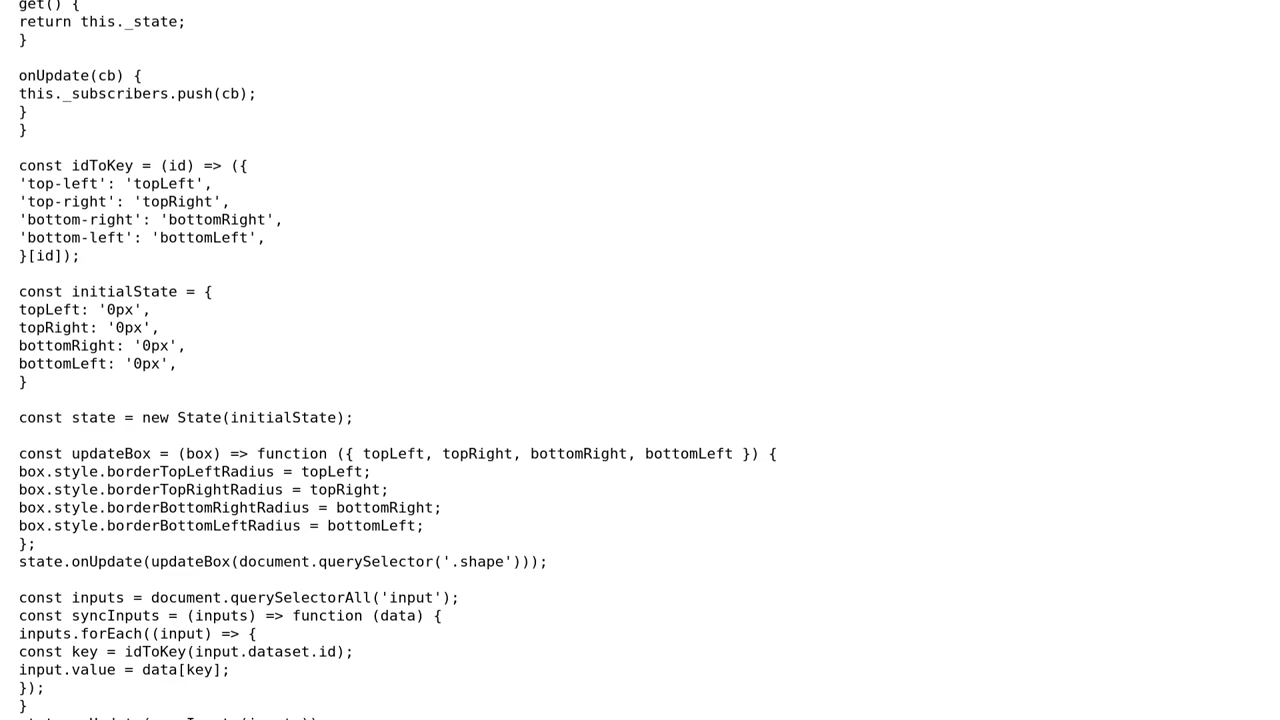 get() {
return this._state;
}

onUpdate(cb) {
this._subscribers.push(cb);
}
}

const idToKey = (id) => ({
'top-left': 'topLeft',
'top-right': 'topRight',
'bottom-right': 'bottomRight',
'bottom-left': 'bottomLeft',
}[id]);

const initialState = {
topLeft: '0px',
topRight: '0px',
bottomRight: '0px',
bottomLeft: '0px',
}

const state = new State(initialState);

const updateBox = (box) => function ({ topLeft, topRight, bottomRight, bottomLeft }) {
box.style.borderTopLeftRadius = topLeft;
box.style.borderTopRightRadius = topRight;
box.style.borderBottomRightRadius = bottomRight;
box.style.borderBottomLeftRadius = bottomLeft;
};
state.onUpdate(updateBox(document.querySelector('.shape')));

const inputs = document.querySelectorAll('input');
const syncInputs = (inputs) => function (data) {
inputs.forEach((input) => {
const key = idToKey(input.dataset.id);
input.value = data[key];
});
}